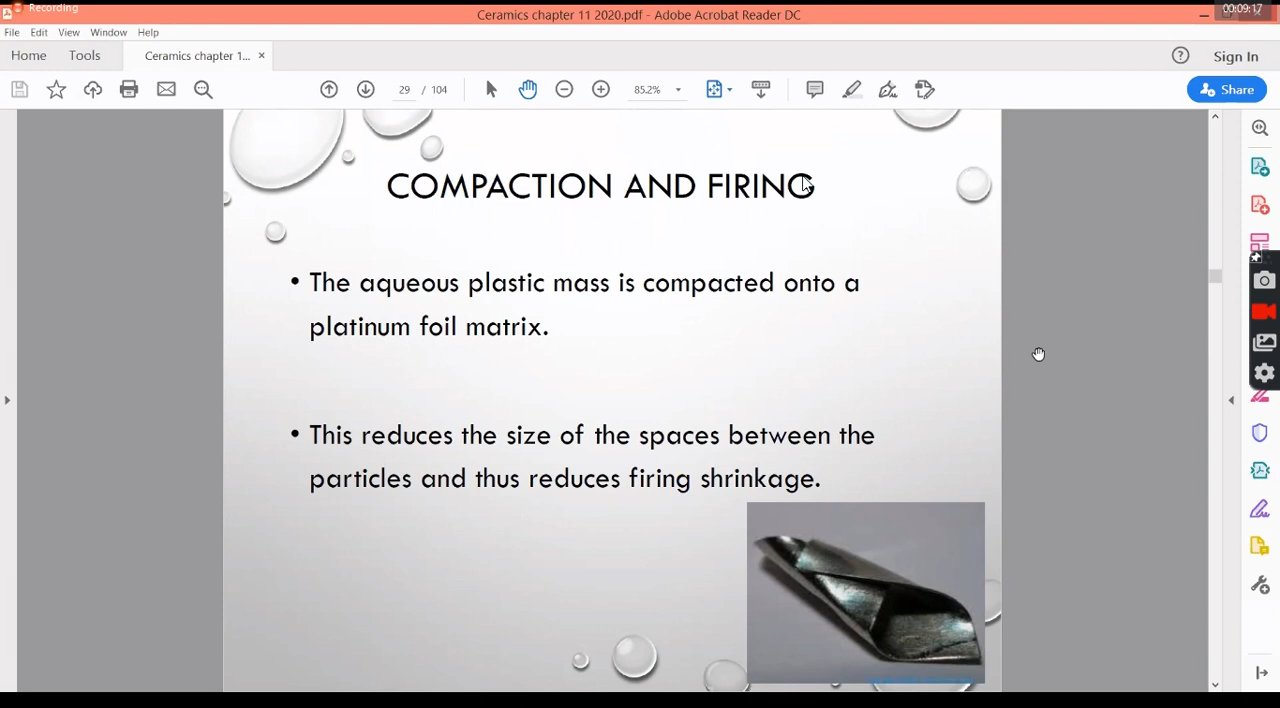 Recording
00:09:17
Ceramics chapter 11 2020.pdf - Adobe Acrobat Reader DC
File Edit View Window Help
Home Tools Ceramics chapter 1... × Sign In
29 / 104 85.2% Share
COMPACTION AND FIRING
• The aqueous plastic mass is compacted onto a
platinum foil matrix.
• This reduces the size of the spaces between the
particles and thus reduces firing shrinkage.